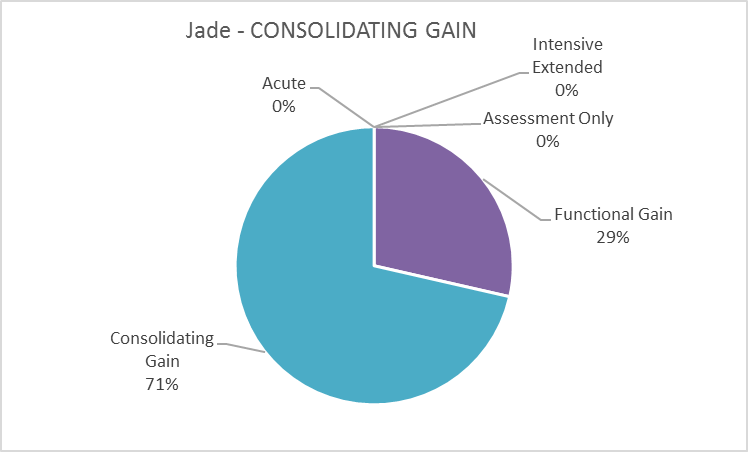 Jade - CONSOLIDATING GAIN
Intensive
Extended
0%
Acute
0%
Assessment Only
0%
Functional Gain
29%
Consolidating
Gain
71%